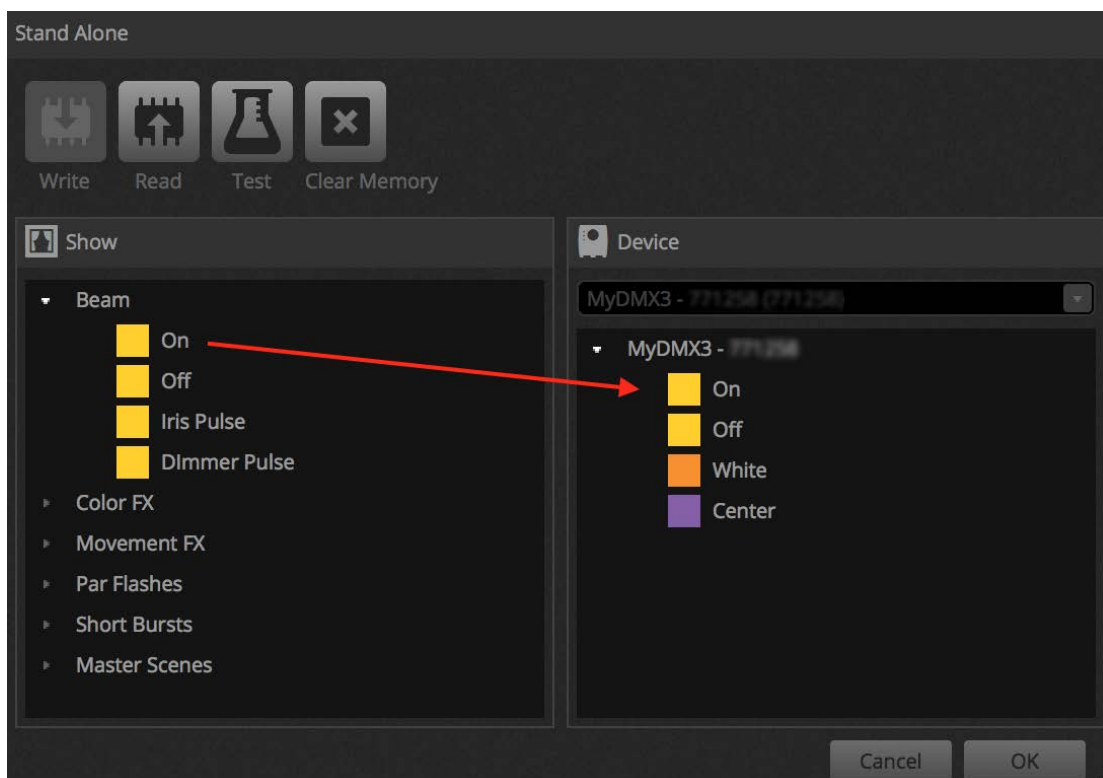 Stand Alone
Write Read Test Clear Memory
Show
Beam
On
Off
Iris Pulse
DImmer Pulse
Color FX
Movement FX
Par Flashes
Short Bursts
Master Scenes
Device
MyDMX3 -
MyDMX3 -
On
Off
White
Center
Cancel OK